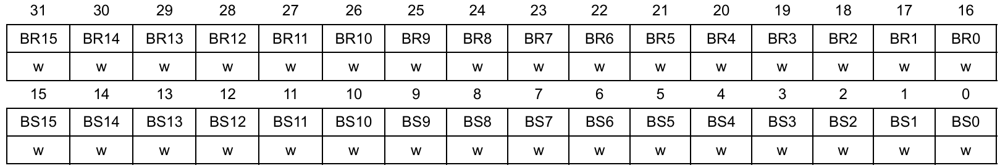 31 30 29 28 27 26 25 24 23 22 21 20 19 18 17 16
BR15 BR14 BR13 BR12 BR11 BR10 BR9 BR8 BR7 BR6 BR5 BR4 BR3 BR2 BR1 BR0
w w w w w w w w w w w w w w w w
15 14 13 12 11 10 9 8 7 6 5 4 3 2 1 0
BS15 BS14 BS13 BS12 BS11 BS10 BS9 BS8 BS7 BS6 BS5 BS4 BS3 BS2 BS1 BS0
w w w w w w w w w w w w w w w w